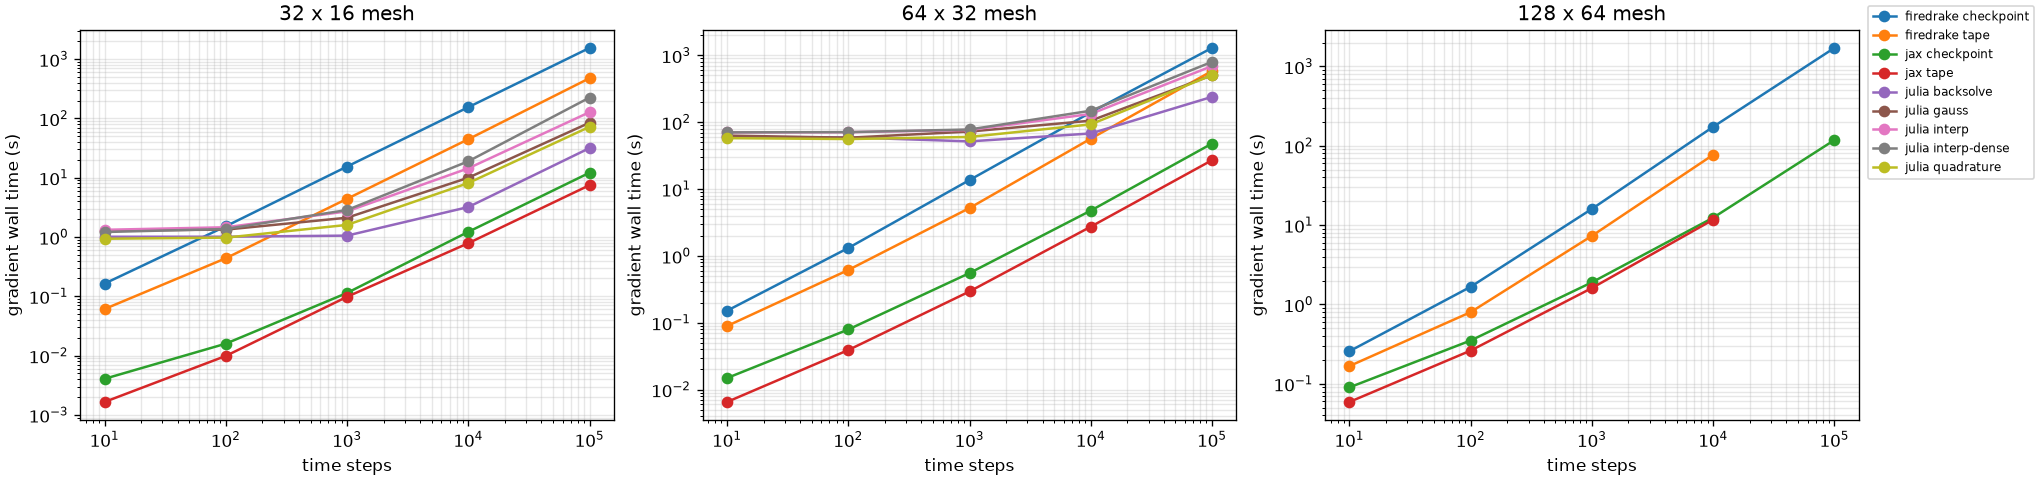 32 x 16 mesh
gradient wall time (s)
10³
10²
10¹
10⁰
10⁻¹
10⁻²
10⁻³
10¹ 10² 10³ 10⁴ 10⁵
time steps
64 x 32 mesh
gradient wall time (s)
10³
10²
10¹
10⁰
10⁻¹
10⁻²
10¹ 10² 10³ 10⁴ 10⁵
time steps
128 x 64 mesh
gradient wall time (s)
10³
10²
10¹
10⁰
10⁻¹
10¹ 10² 10³ 10⁴ 10⁵
time steps
firedrake checkpoint
firedrake tape
jax checkpoint
jax tape
julia backsolve
julia gauss
julia interp
julia interp-dense
julia quadrature